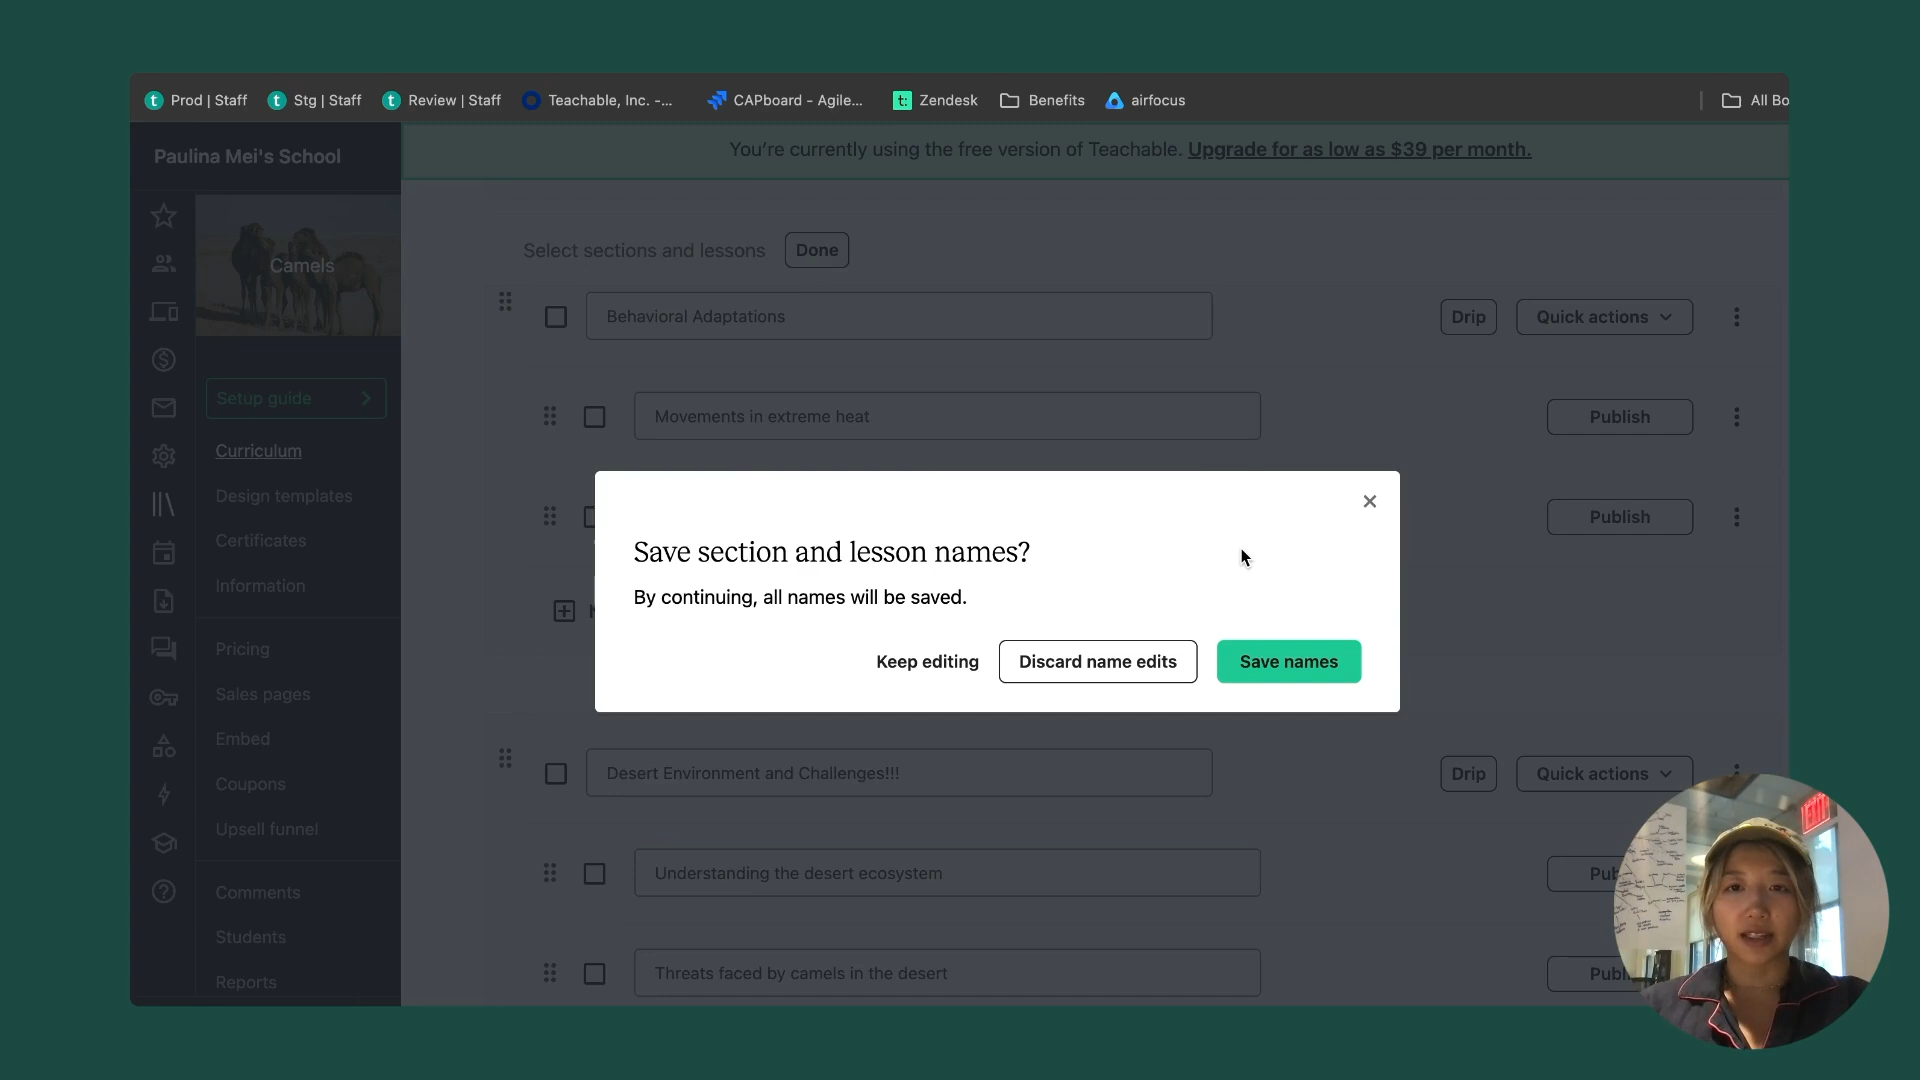 Prod | Staff
Stg | Staff
Review | Staff
Teachable, Inc. -...
CAPboard - Agile...
t: Zendesk
Benefits
airfocus
All Bo
Paulina Mei's School
You're currently using the free version of Teachable. Upgrade for as low as $39 per month.
Camels
Setup guide
Curriculum
Design templates
Certificates
Information
Pricing
Sales pages
Embed
Coupons
Upsell funnel
Comments
Students
Reports
Select sections and lessons
Done
Behavioral Adaptations
Drip
Quick actions
Movements in extreme heat
Publish
Publish
Save section and lesson names?
By continuing, all names will be saved.
Keep editing
Discard name edits
Save names
Desert Environment and Challenges!!!
Drip
Quick actions
Understanding the desert ecosystem
Pub
Threats faced by camels in the desert
Publ
EXIT